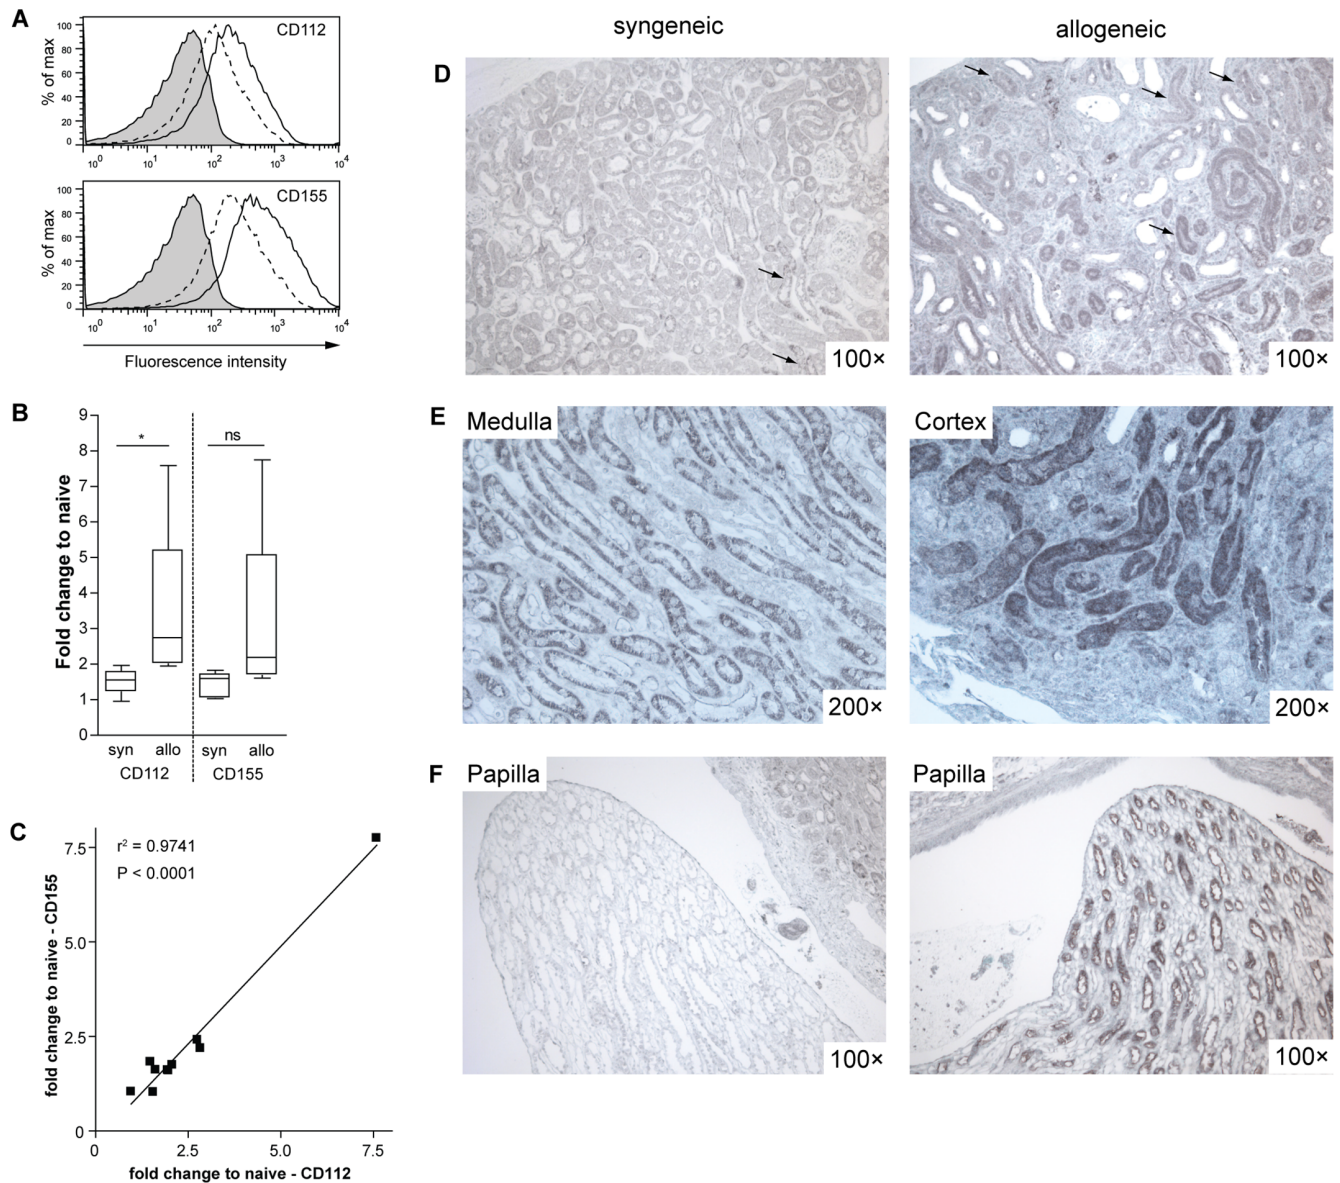 A
CD112
% of max
100
80
60
40
20
0
10⁰ 10¹ 10² 10³ 10⁴
CD155
% of max
100
80
60
40
20
0
10⁰ 10¹ 10² 10³ 10⁴
Fluorescence intensity
B
Fold change to naive
9
8
7
6
5
4
3
2
1
0
* ns
syn allo syn allo
CD112 CD155
C
fold change to naive - CD155
r² = 0.9741
P < 0.0001
7.5
5.0
2.5
0
0 2.5 5.0 7.5
fold change to naive - CD112
syngeneic allogeneic
D
100× 100×
E
Medulla Cortex
200× 200×
F
Papilla Papilla
100× 100×